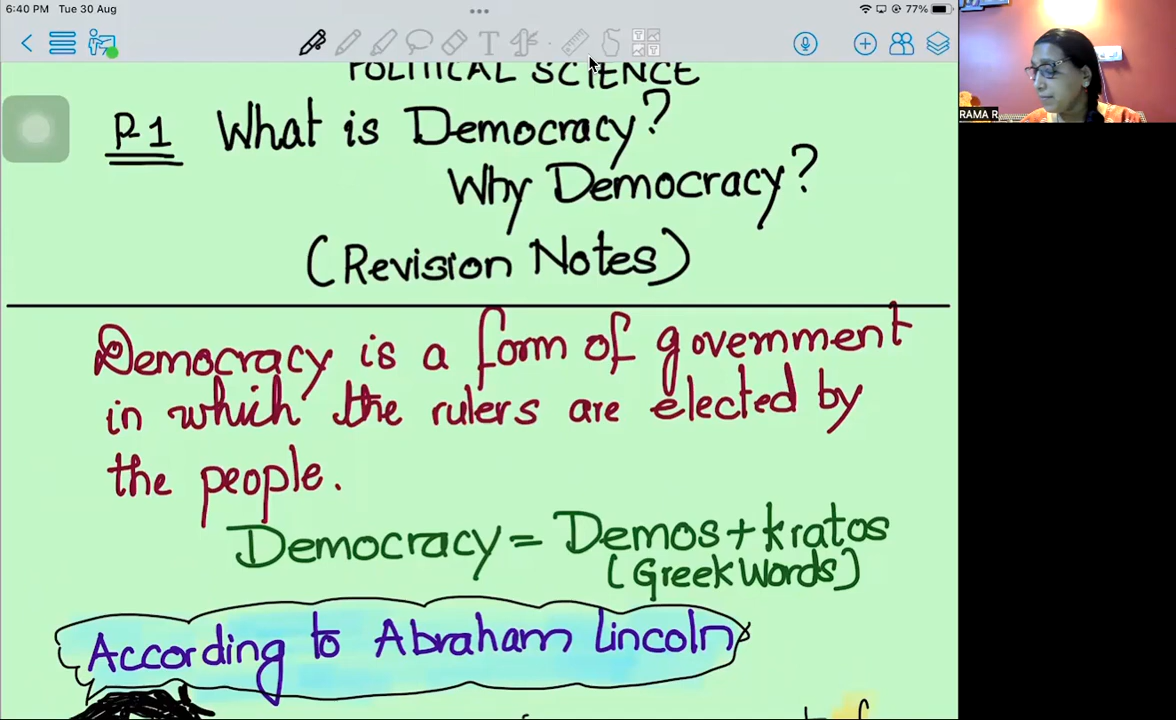 6:40 PM Tue 30 Aug
77%
POLITICAL SCIENCE
P-1 What is Democracy?
Why Democracy?
(Revision Notes)
Democracy is a form of government
in which the rulers are elected by
the people.
Democracy = Demos + kratos
(Greek Words)
According to Abraham Lincoln
RAMA R